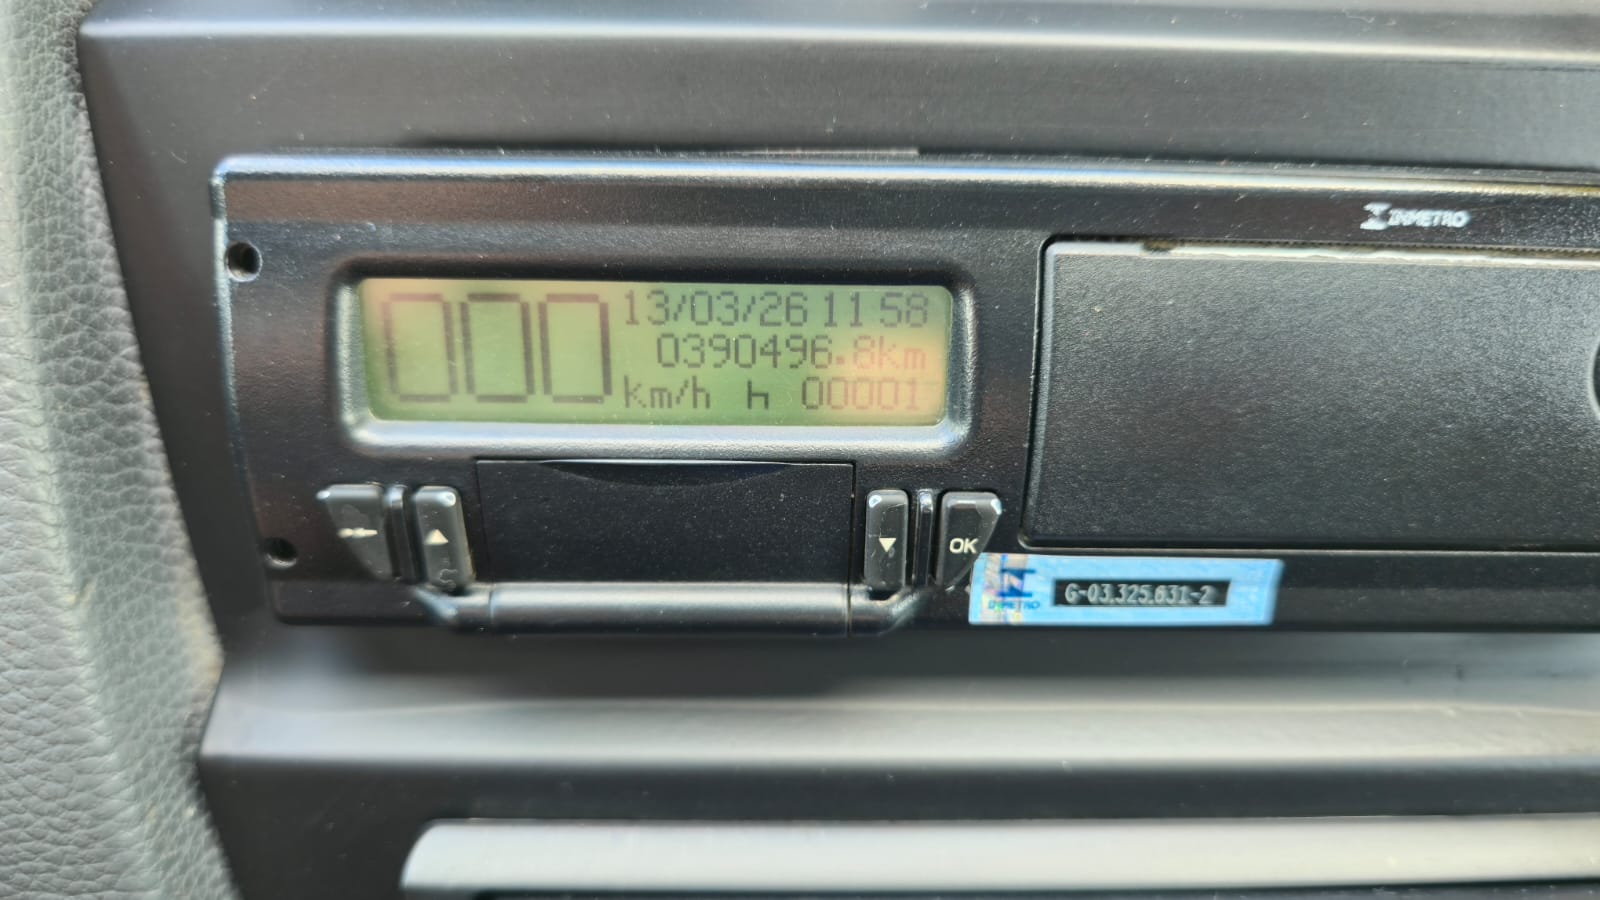 INMETRO
000
13/03/26 11:58
0390496.8km
km/h h 00001
OK
INMETRO
G-03.325.631-2